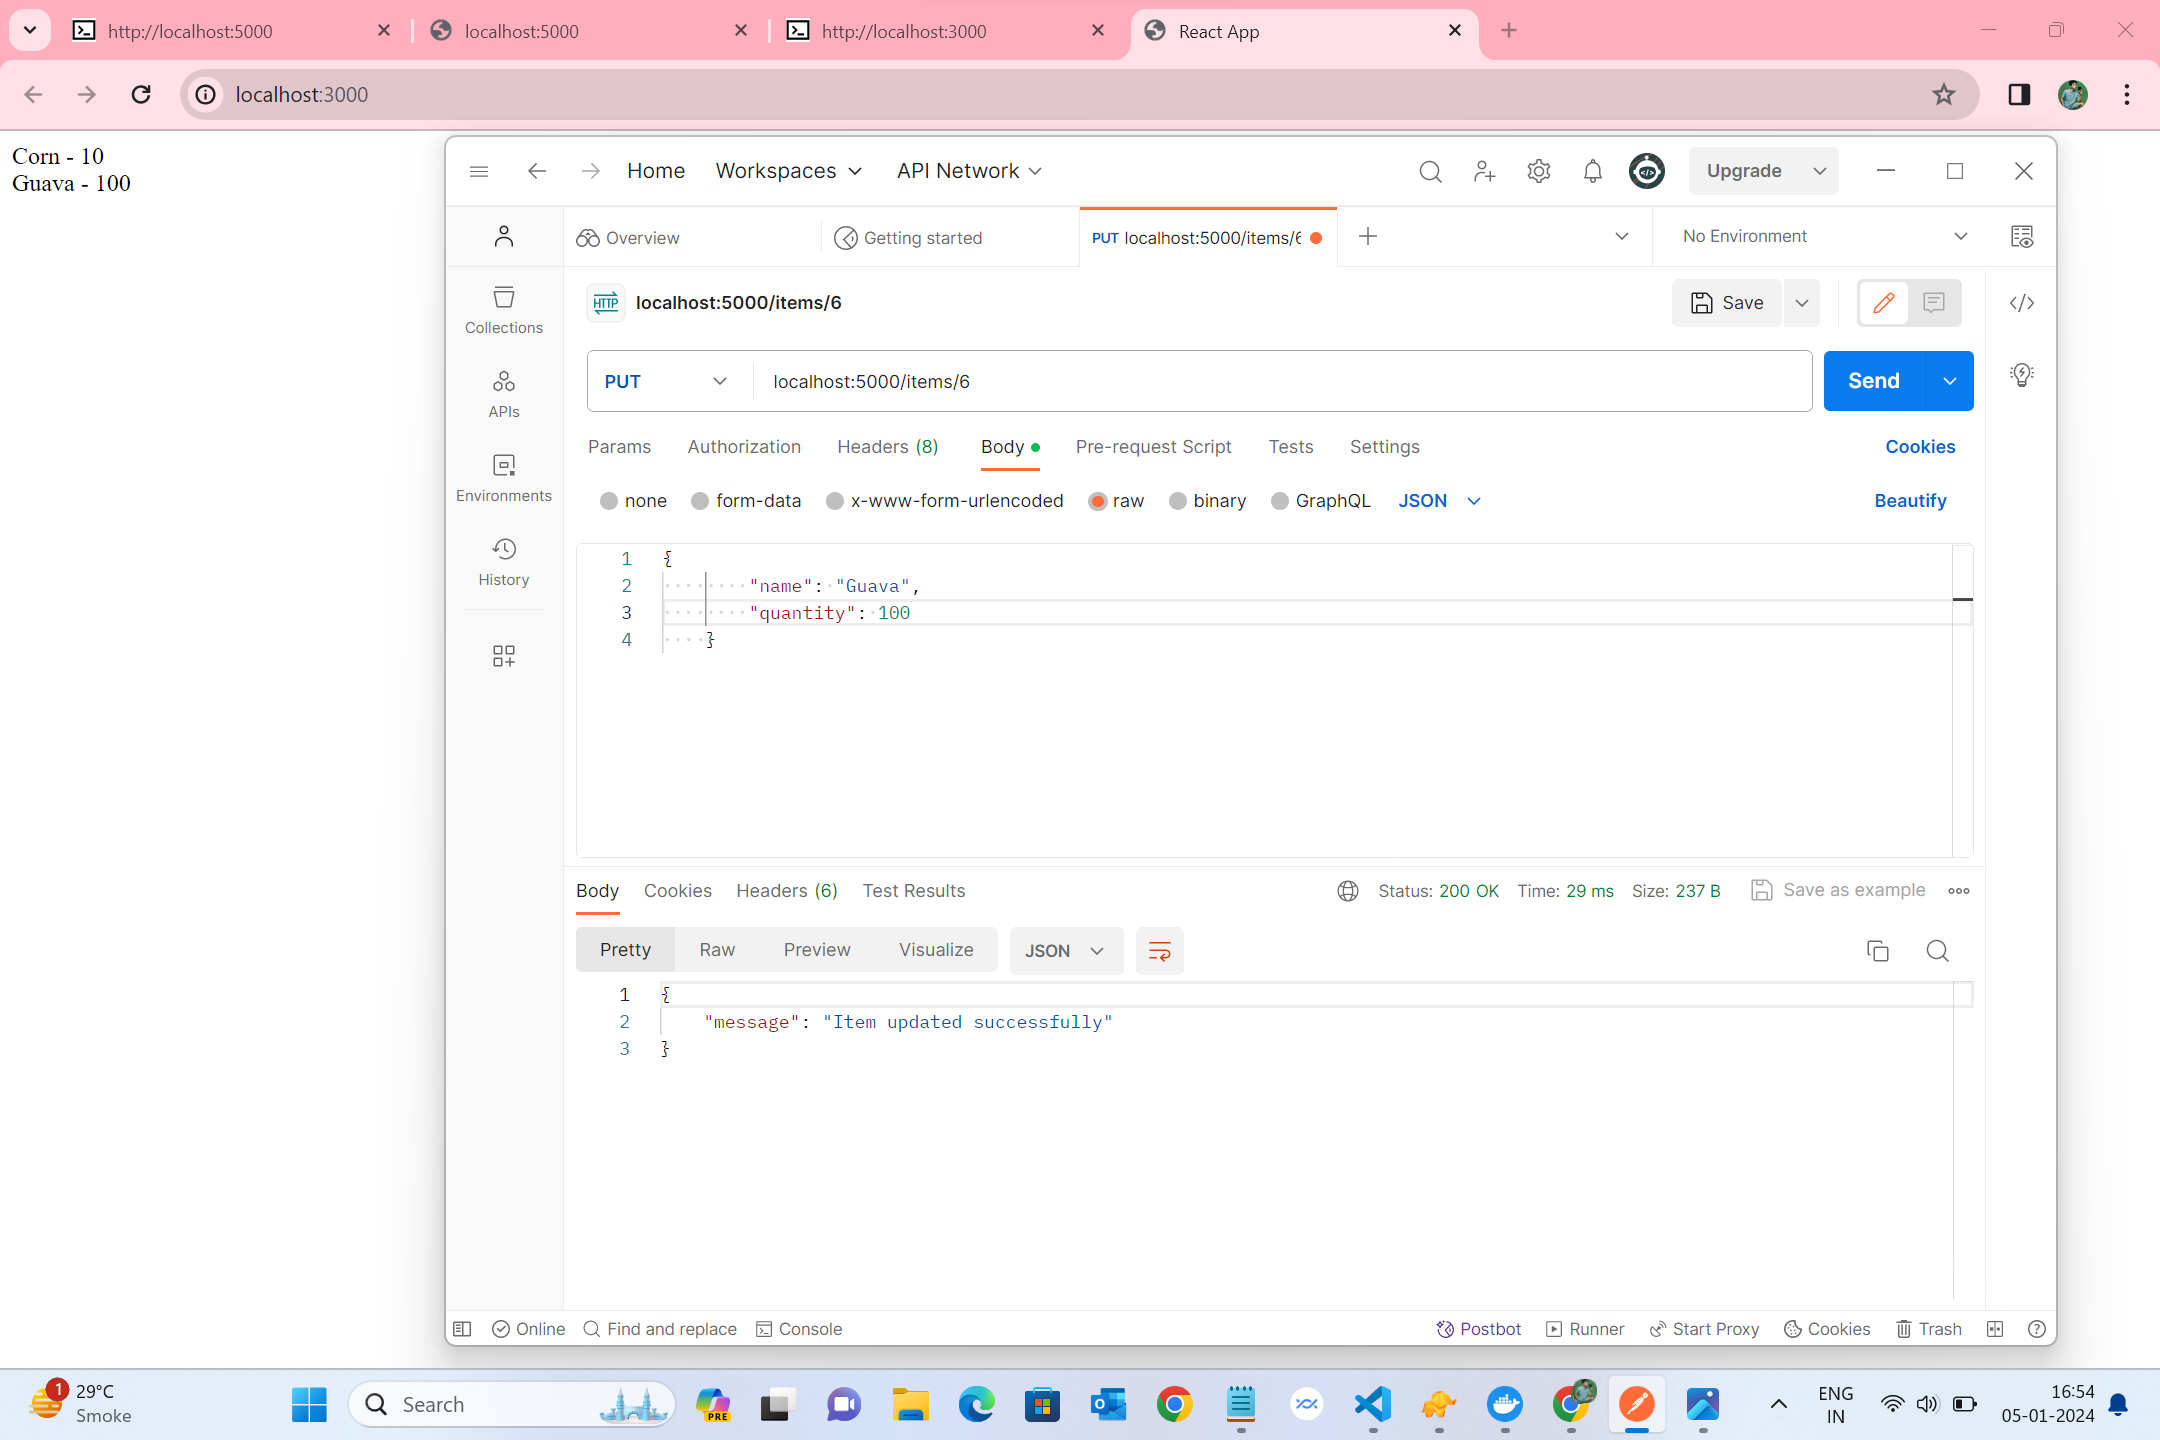 http://localhost:5000
localhost:5000
http://localhost:3000
React App
localhost:3000
Corn - 10
Guava - 100
Home
Workspaces
API Network
Upgrade
Overview
Getting started
PUT localhost:5000/items/6
No Environment
HTTP localhost:5000/items/6
Save
Collections
APIs
Environments
History
PUT
localhost:5000/items/6
Send
Params
Authorization
Headers (8)
Body
Pre-request Script
Tests
Settings
Cookies
none
form-data
x-www-form-urlencoded
raw
binary
GraphQL
JSON
Beautify
1 {
2 "name": "Guava",
3 "quantity": 100
4 }
Body
Cookies
Headers (6)
Test Results
Status: 200 OK
Time: 29 ms
Size: 237 B
Save as example
Pretty
Raw
Preview
Visualize
JSON
1 {
2 "message": "Item updated successfully"
3 }
Online
Find and replace
Console
Postbot
Runner
Start Proxy
Cookies
Trash
1
29°C
Smoke
Search
PRE
ENG
IN
16:54
05-01-2024